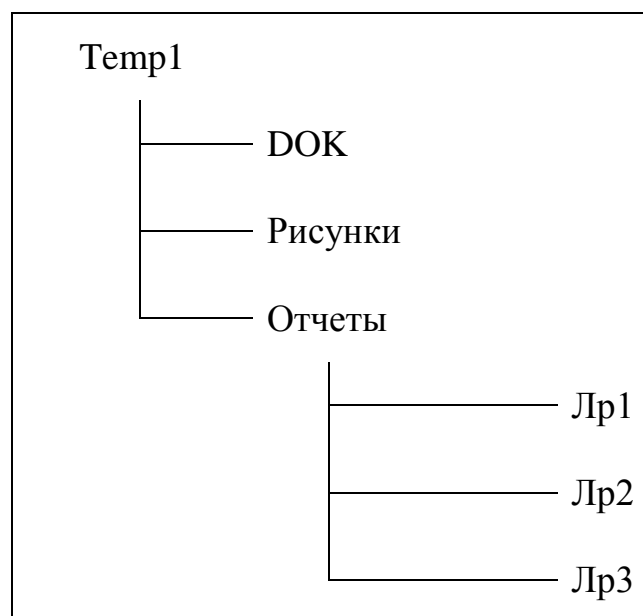 Temp1
DOK
Рисунки
Отчеты
Лр1
Лр2
Лр3